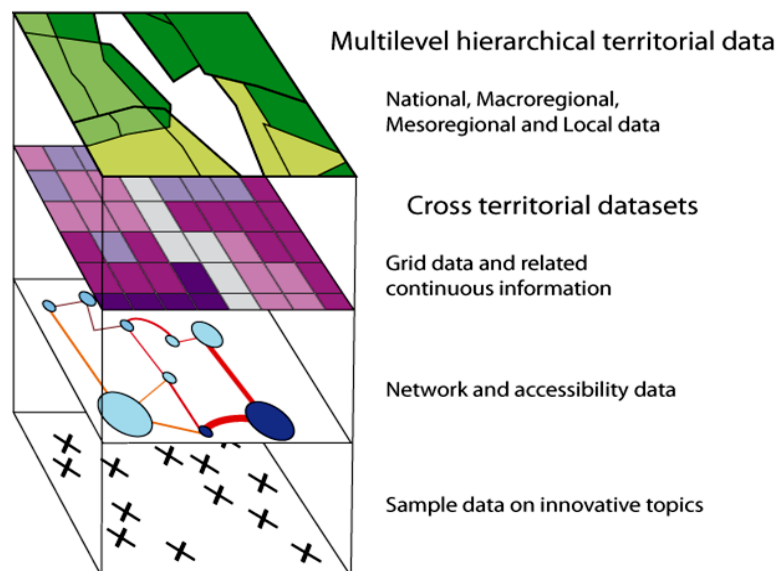 Multilevel hierarchical territorial data
National, Macroregional,
Mesoregional and Local data
Cross territorial datasets
Grid data and related
continuous information
Network and accessibility data
Sample data on innovative topics